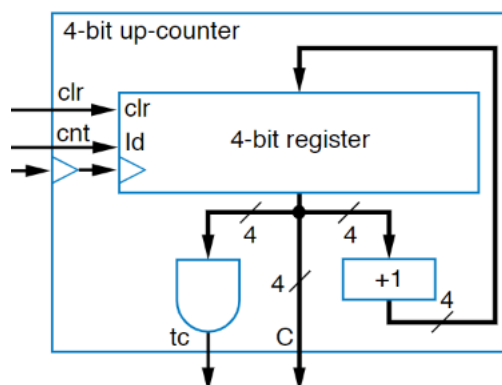 4-bit up-counter
clr
clr
cnt
ld
4-bit register
4
4
4
+1
4
tc
C